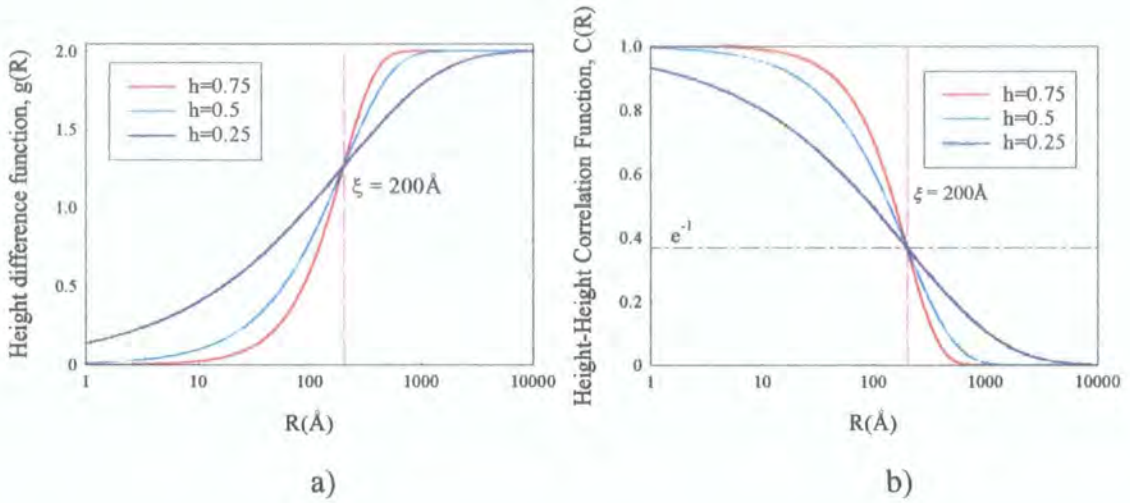 Height difference function, g(R)
2.0
1.5
1.0
0.5
0
h=0.75
h=0.5
h=0.25
ξ = 200Å
1 10 100 1000 10000
R(Å)
a)
Height-Height Correlation Function, C(R)
1.0
0.8
0.6
0.4
0.2
0
h=0.75
h=0.5
h=0.25
ξ = 200Å
e⁻¹
1 10 100 1000 10000
R(Å)
b)